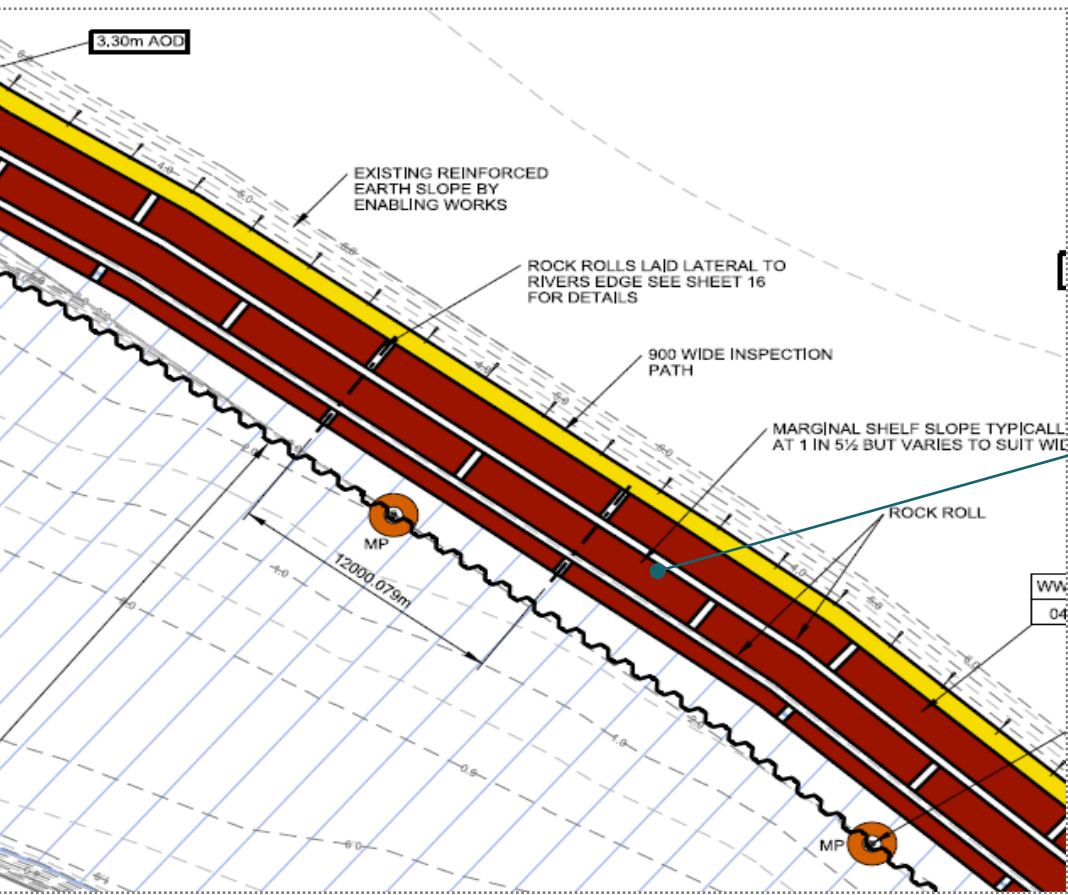 3.30m AOD
EXISTING REINFORCED
EARTH SLOPE BY
ENABLING WORKS
ROCK ROLLS LAID LATERAL TO
RIVERS EDGE SEE SHEET 16
FOR DETAILS
900 WIDE INSPECTION
PATH
MARGINAL SHELF SLOPE TYPICALL
AT 1 IN 5½ BUT VARIES TO SUIT WID
ROCK ROLL
MP
12000.079m
WW
04
MP